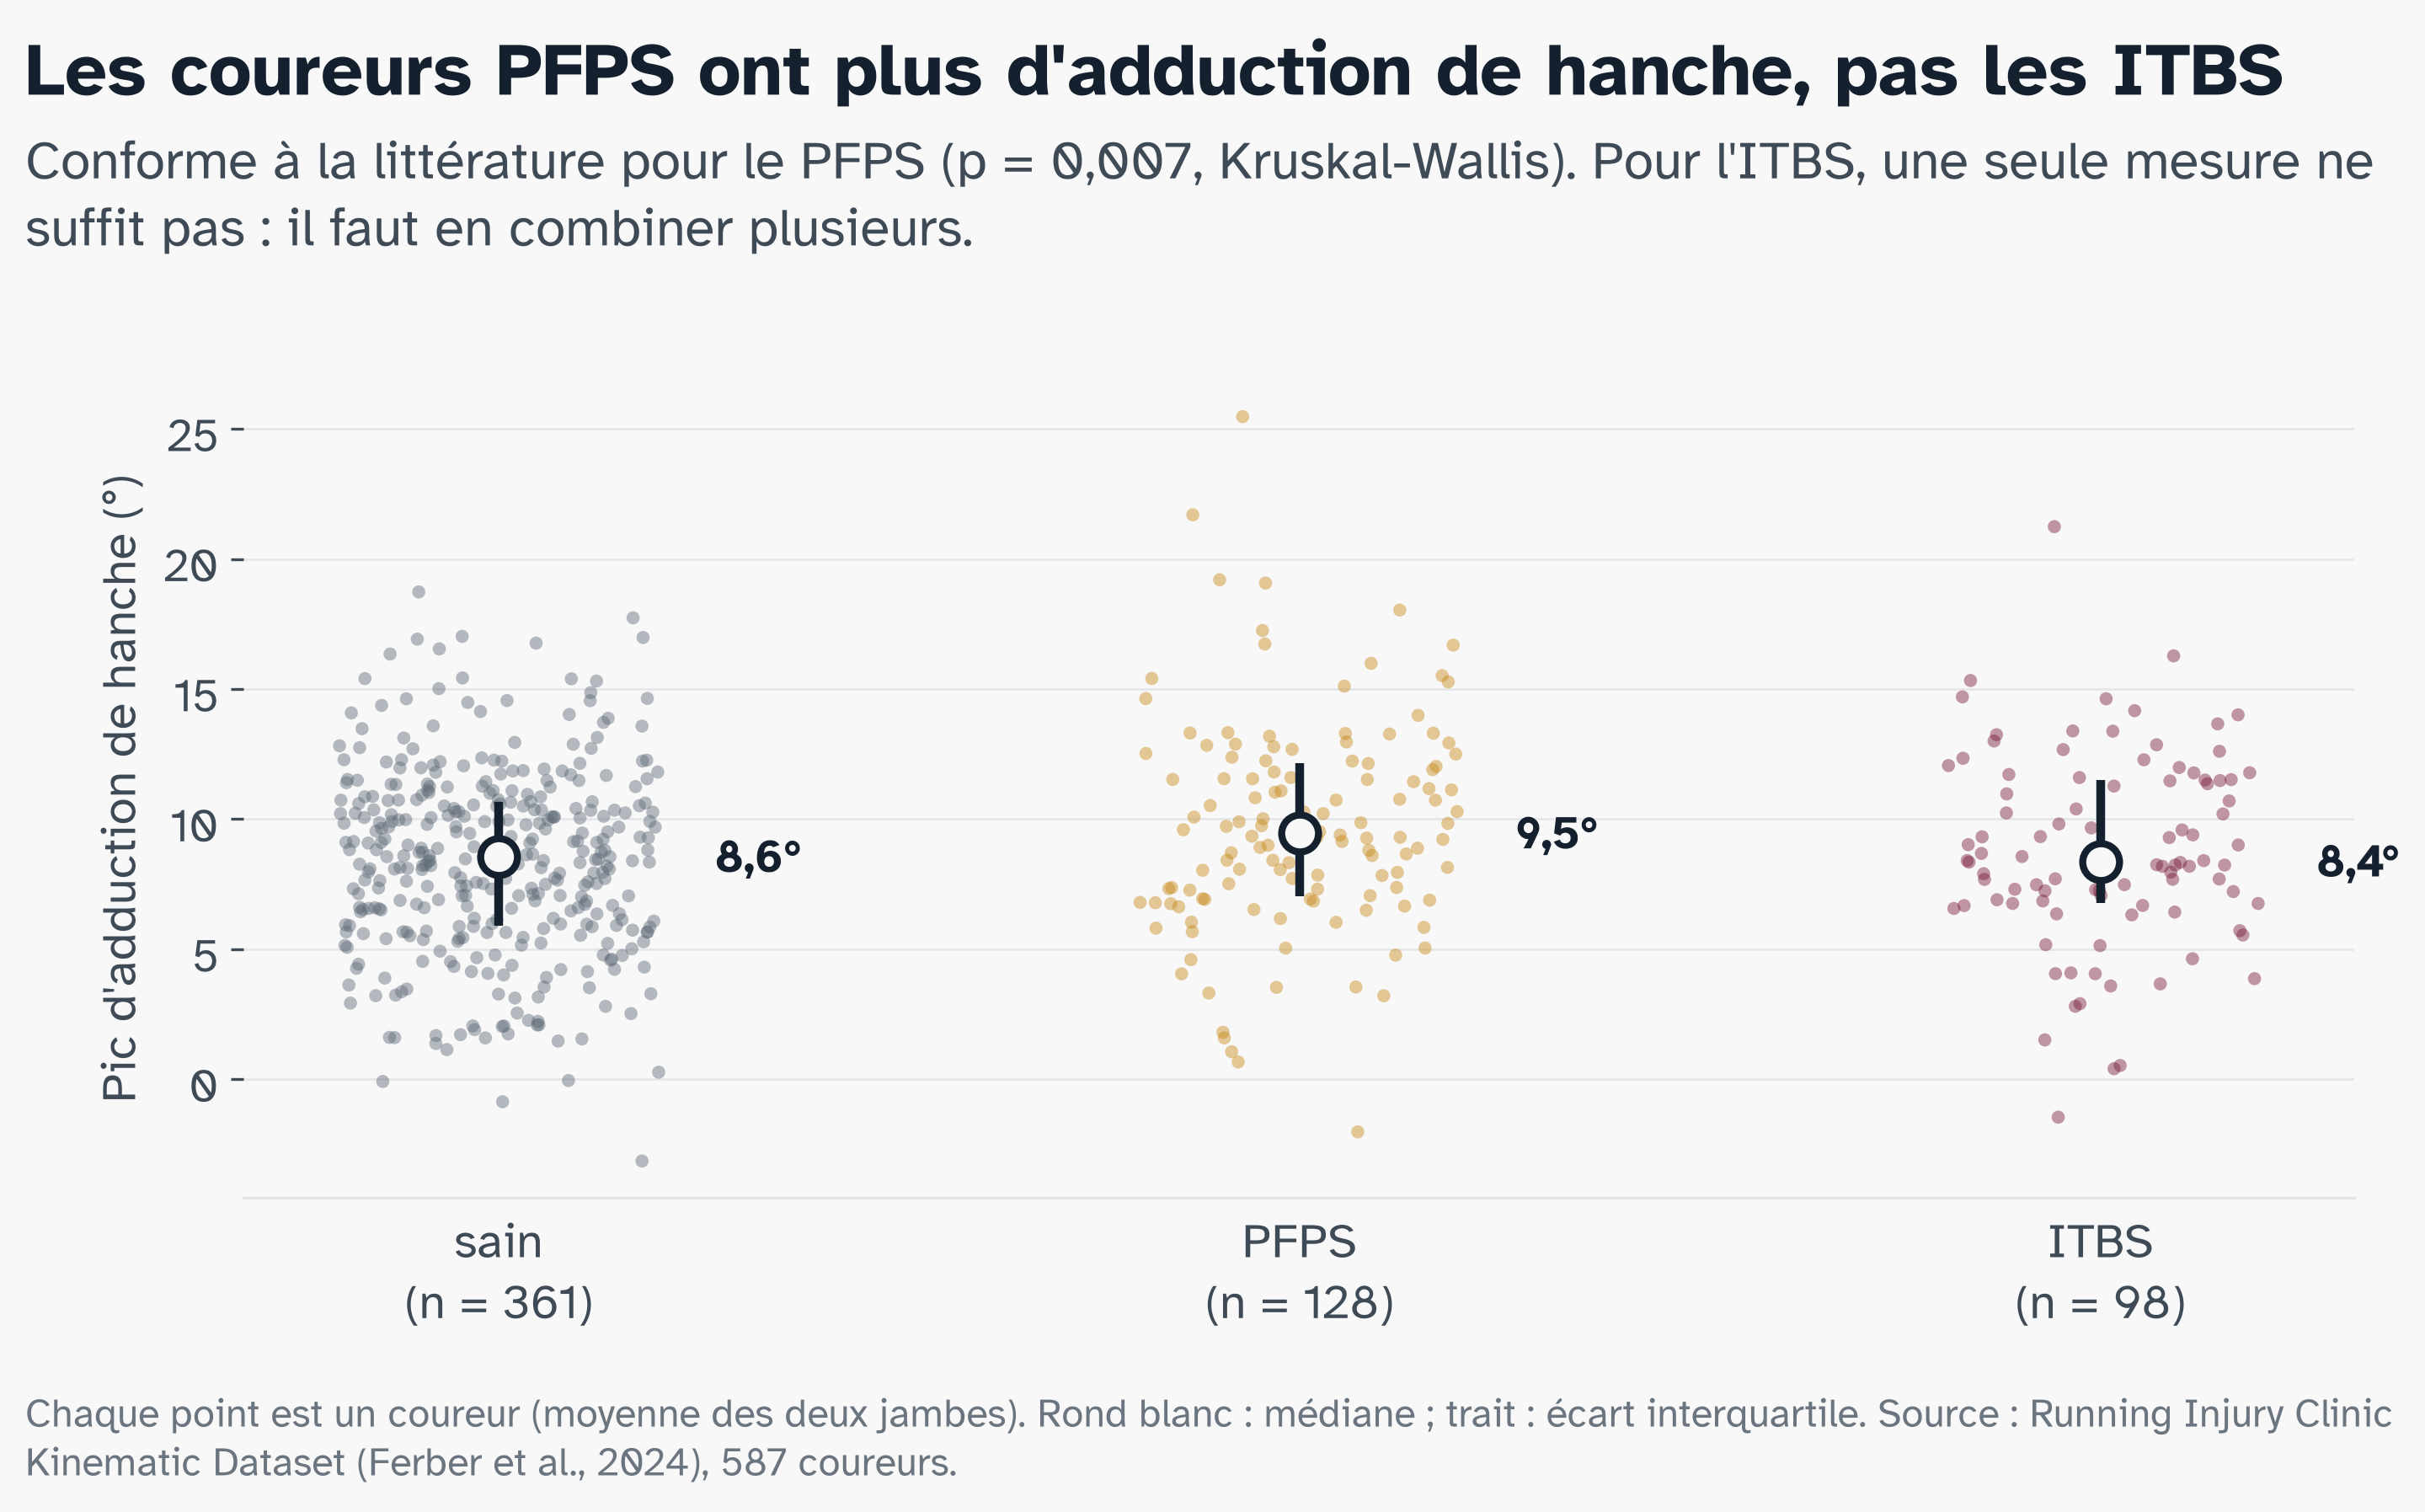 Les coureurs PFPS ont plus d'adduction de hanche, pas les ITBS
Conforme à la littérature pour le PFPS (p = 0,007, Kruskal-Wallis). Pour l'ITBS, une seule mesure ne
suffit pas : il faut en combiner plusieurs.
Pic d'adduction de hanche (°)
25
20
15
10
5
0
8,6°
9,5°
8,4°
sain
(n = 361)
PFPS
(n = 128)
ITBS
(n = 98)
Chaque point est un coureur (moyenne des deux jambes). Rond blanc : médiane ; trait : écart interquartile. Source : Running Injury Clinic
Kinematic Dataset (Ferber et al., 2024), 587 coureurs.